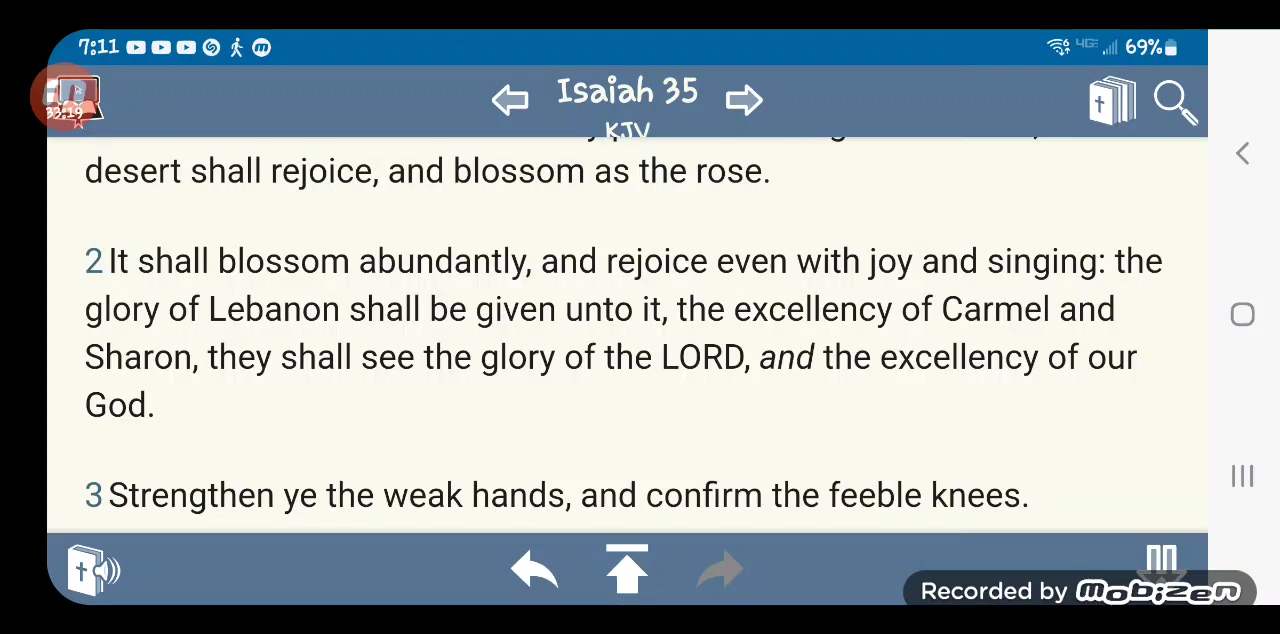 7:11
4GE 69%
33:19
Isaiah 35
KJV
desert shall rejoice, and blossom as the rose.
2 It shall blossom abundantly, and rejoice even with joy and singing: the
glory of Lebanon shall be given unto it, the excellency of Carmel and
Sharon, they shall see the glory of the LORD, and the excellency of our
God.
3 Strengthen ye the weak hands, and confirm the feeble knees.
Recorded by mobizen